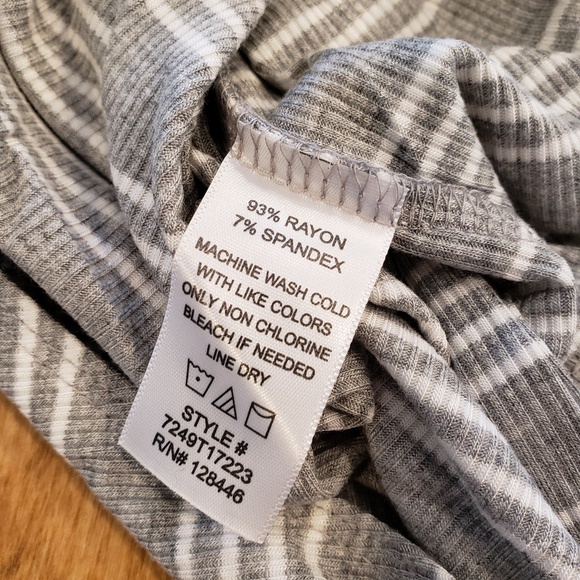 93% RAYON
7% SPANDEX
MACHINE WASH COLD
WITH LIKE COLORS
ONLY NON CHLORINE
BLEACH IF NEEDED
LINE DRY
STYLE #
7249T17223
R/N# 128446